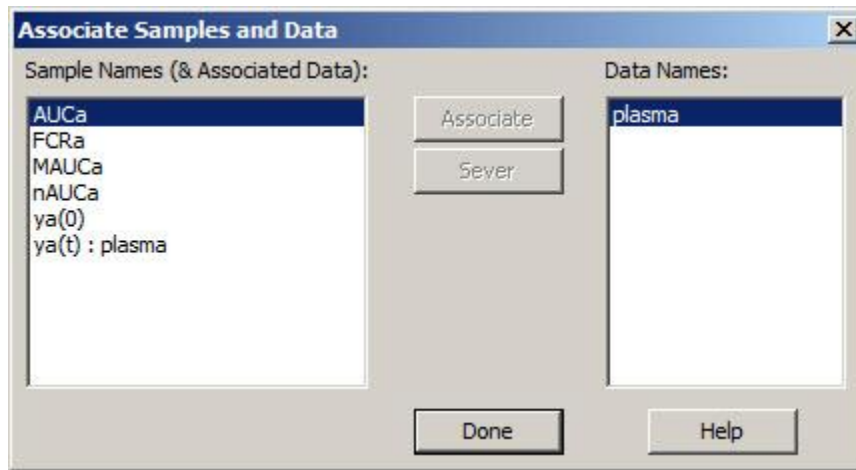 Associate Samples and Data
Sample Names (& Associated Data):
AUCa
FCRa
MAUCa
nAUCa
ya(0)
ya(t) : plasma
Associate
Sever
Data Names:
plasma
Done
Help